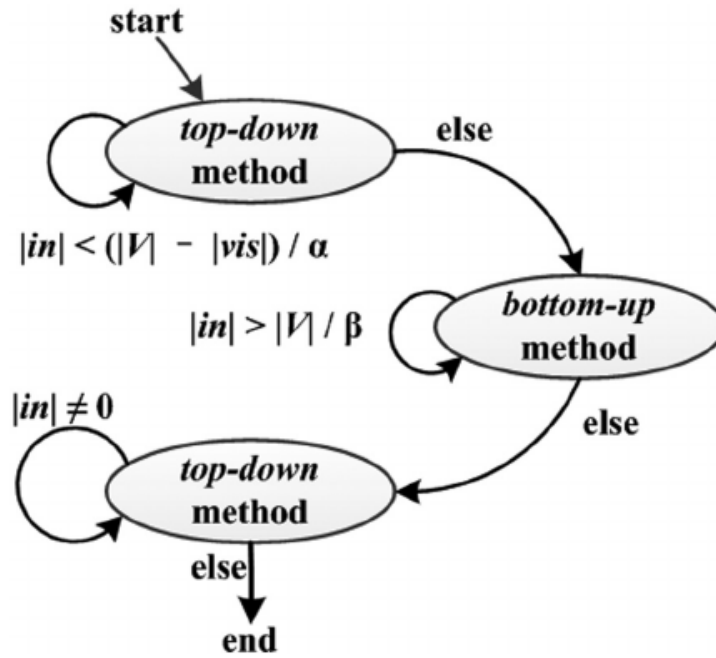 start
top-down
method
else
|in| < (|V| - |vis|) / α
|in| > |V| / β
bottom-up
method
|in| ≠ 0
else
top-down
method
else
end